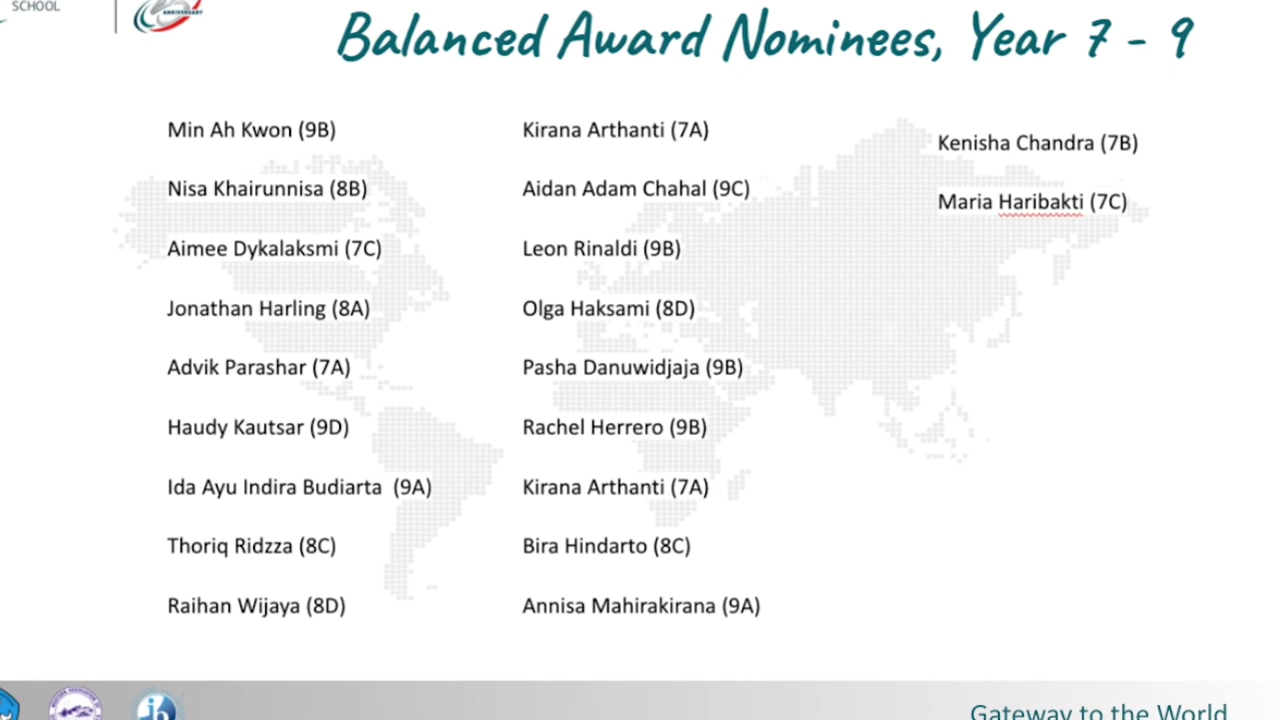 SCHOOL
ANNIVERSARY
Balanced Award Nominees, Year 7 - 9
Min Ah Kwon (9B)
Nisa Khairunnisa (8B)
Aimee Dykalaksmi (7C)
Jonathan Harling (8A)
Advik Parashar (7A)
Haudy Kautsar (9D)
Ida Ayu Indira Budiarta (9A)
Thoriq Ridzza (8C)
Raihan Wijaya (8D)
Kirana Arthanti (7A)
Aidan Adam Chahal (9C)
Leon Rinaldi (9B)
Olga Haksami (8D)
Pasha Danuwidjaja (9B)
Rachel Herrero (9B)
Kirana Arthanti (7A)
Bira Hindarto (8C)
Annisa Mahirakirana (9A)
Kenisha Chandra (7B)
Maria Haribakti (7C)
ib
Gateway to the World